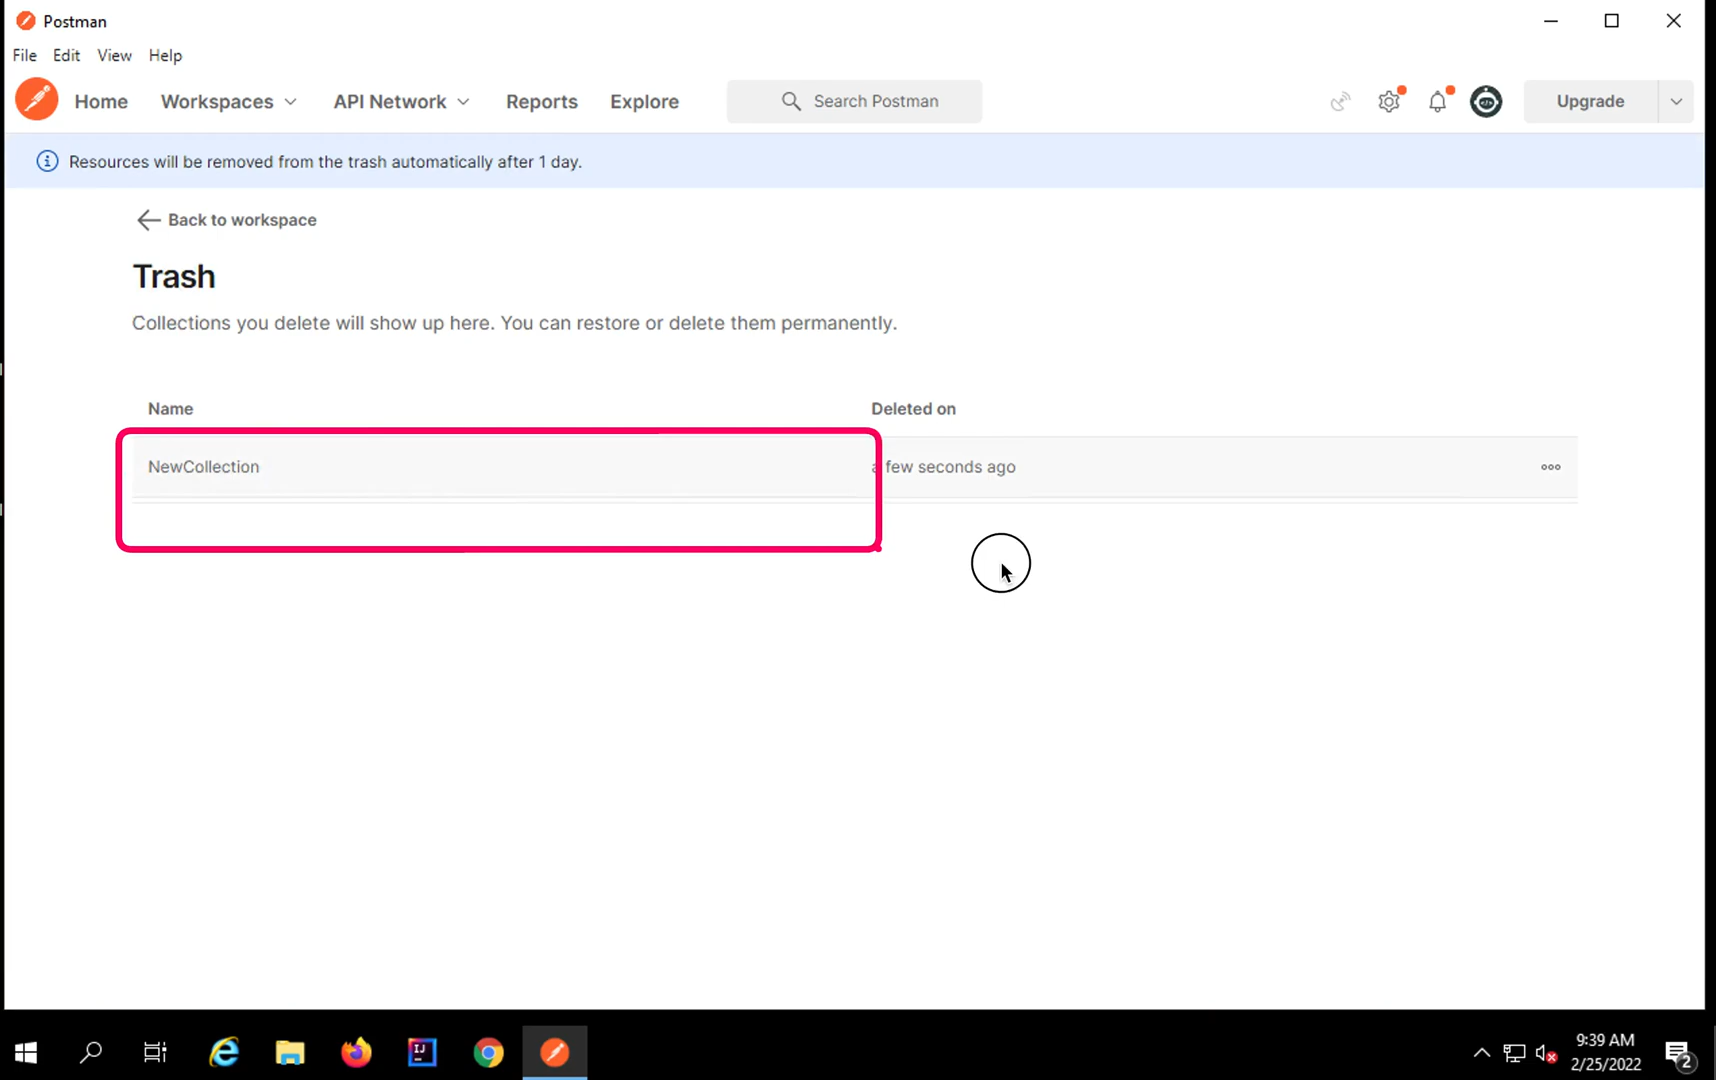 Postman
File Edit View Help
Home Workspaces API Network Reports Explore Search Postman Upgrade
Resources will be removed from the trash automatically after 1 day.
Back to workspace
Trash
Collections you delete will show up here. You can restore or delete them permanently.
Name Deleted on
NewCollection a few seconds ago
IJ
9:39 AM
2/25/2022
2